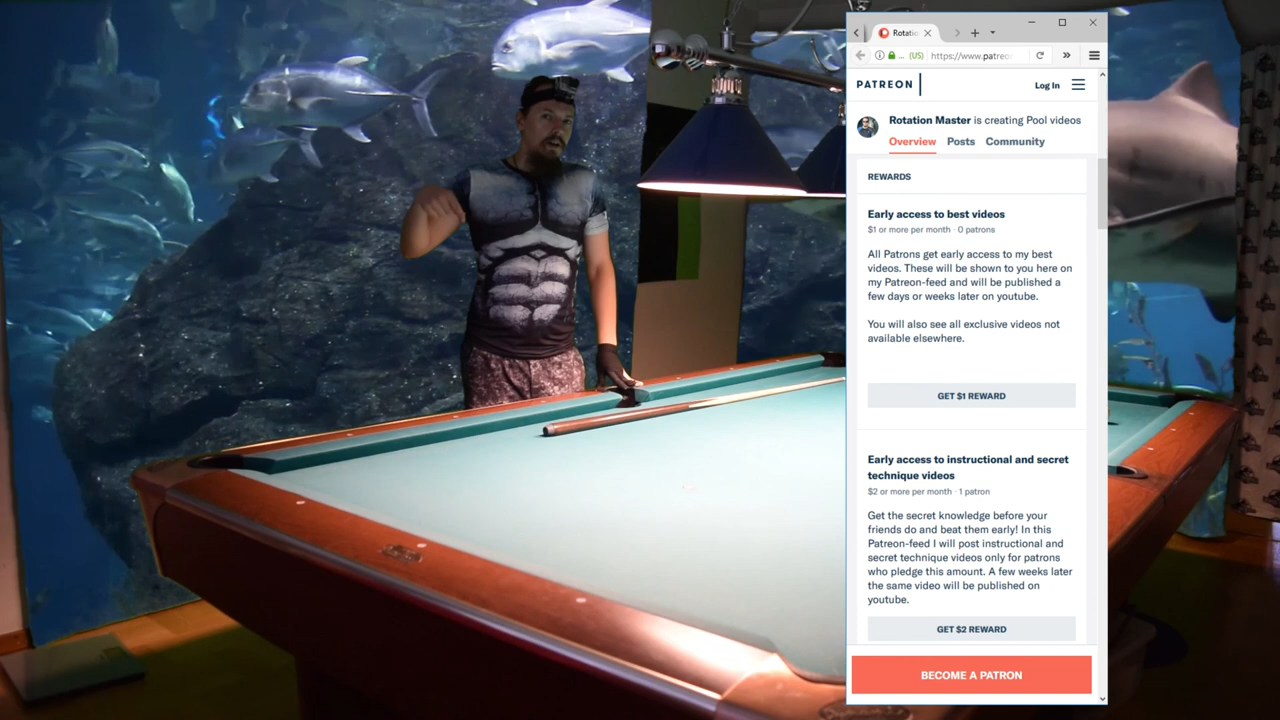 Rotatio
(US)
https://www.patreo
PATREON
Log In
Rotation Master is creating Pool videos
Overview Posts Community
REWARDS
Early access to best videos
$1 or more per month · 0 patrons
All Patrons get early access to my best
videos. These will be shown to you here on
my Patreon-feed and will be published a
few days or weeks later on youtube.
You will also see all exclusive videos not
available elsewhere.
GET $1 REWARD
Early access to instructional and secret
technique videos
$2 or more per month · 1 patron
Get the secret knowledge before your
friends do and beat them early! In this
Patreon-feed I will post instructional and
secret technique videos only for patrons
who pledge this amount. A few weeks later
the same video will be published on
youtube.
GET $2 REWARD
BECOME A PATRON